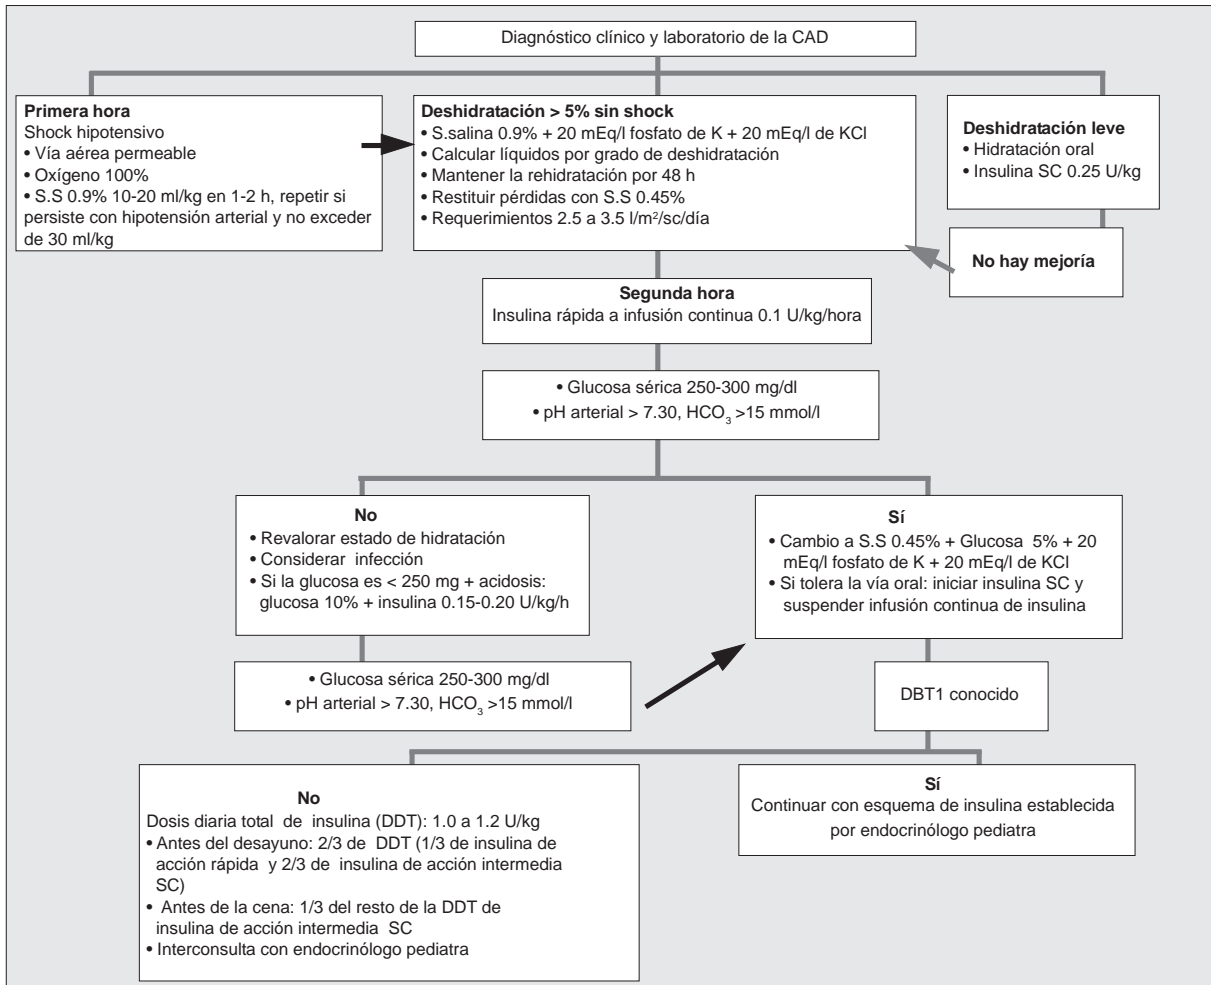 Diagnóstico clínico y laboratorio de la CAD
Primera hora
Shock hipotensivo
• Vía aérea permeable
• Oxígeno 100%
• S.S 0.9% 10-20 ml/kg en 1-2 h, repetir si
persiste con hipotensión arterial y no exceder
de 30 ml/kg
Deshidratación > 5% sin shock
• S.salina 0.9% + 20 mEq/l fosfato de K + 20 mEq/l de KCl
• Calcular líquidos por grado de deshidratación
• Mantener la rehidratación por 48 h
• Restituir pérdidas con S.S 0.45%
• Requerimientos 2.5 a 3.5 l/m²/sc/día
Deshidratación leve
• Hidratación oral
• Insulina SC 0.25 U/kg
No hay mejoría
Segunda hora
Insulina rápida a infusión continua 0.1 U/kg/hora
• Glucosa sérica 250-300 mg/dl
• pH arterial > 7.30, HCO₃ >15 mmol/l
No
• Revalorar estado de hidratación
• Considerar infección
• Si la glucosa es < 250 mg + acidosis:
glucosa 10% + insulina 0.15-0.20 U/kg/h
Sí
• Cambio a S.S 0.45% + Glucosa 5% + 20
mEq/l fosfato de K + 20 mEq/l de KCl
• Si tolera la vía oral: iniciar insulina SC y
suspender infusión continua de insulina
• Glucosa sérica 250-300 mg/dl
• pH arterial > 7.30, HCO₃ >15 mmol/l
DBT1 conocido
No
Dosis diaria total de insulina (DDT): 1.0 a 1.2 U/kg
• Antes del desayuno: 2/3 de DDT (1/3 de insulina de
acción rápida y 2/3 de insulina de acción intermedia
SC)
• Antes de la cena: 1/3 del resto de la DDT de
insulina de acción intermedia SC
• Interconsulta con endocrinólogo pediatra
Sí
Continuar con esquema de insulina establecida
por endocrinólogo pediatra